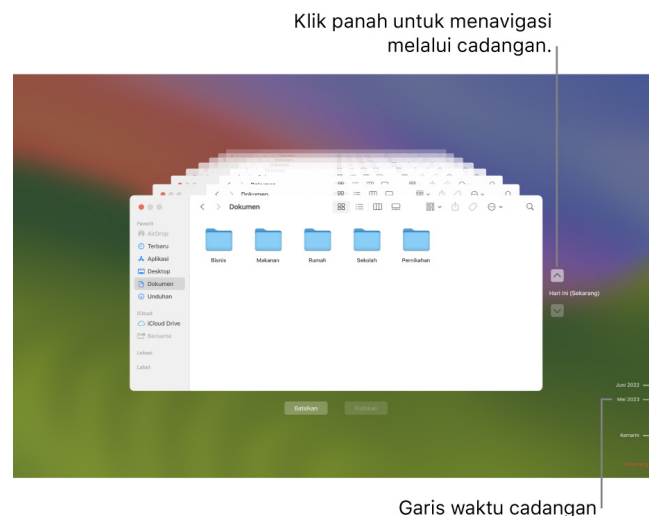 Klik panah untuk menavigasi
melalui cadangan.
Dokumen
Favorit
AirDrop
Terbaru
Aplikasi
Desktop
Dokumen
Unduhan
iCloud
iCloud Drive
Bersama
Lokasi
Label
Bisnis
Makanan
Rumah
Sekolah
Pernikahan
Hari Ini (Sekarang)
Batalkan
Pulihkan
Juni 2022
Mei 2023
Kemarin
Garis waktu cadangan